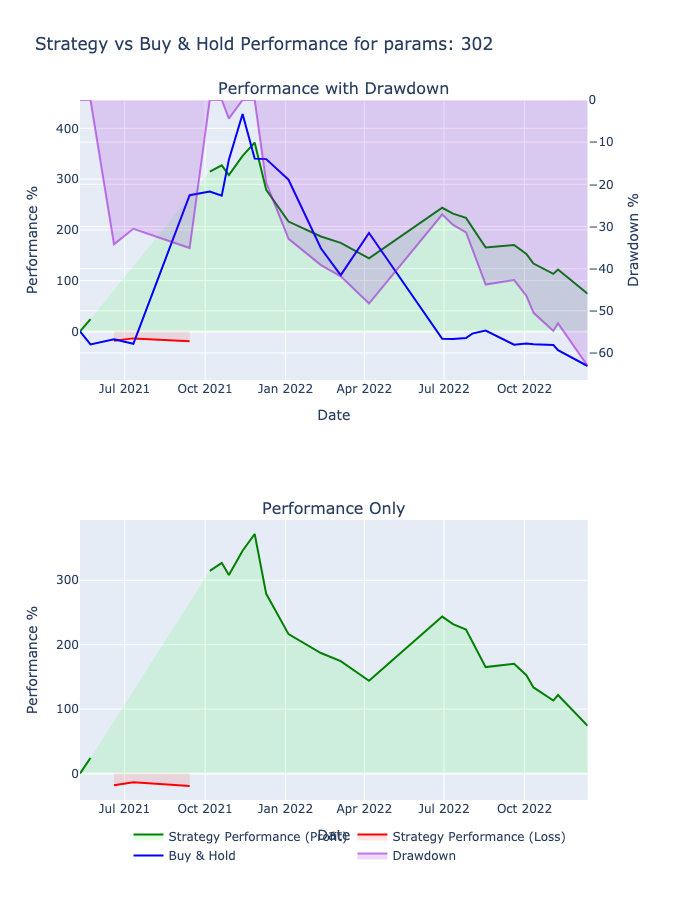 Strategy vs Buy & Hold Performance for params: 302
Performance with Drawdown
400
300
200
100
0
Performance %
0
−10
−20
−30
−40
−50
−60
Drawdown %
Jul 2021
Oct 2021
Jan 2022
Apr 2022
Jul 2022
Oct 2022
Date
Performance Only
300
200
100
0
Performance %
Jul 2021
Oct 2021
Jan 2022
Apr 2022
Jul 2022
Oct 2022
Date
Strategy Performance (Profit)
Strategy Performance (Loss)
Buy & Hold
Drawdown